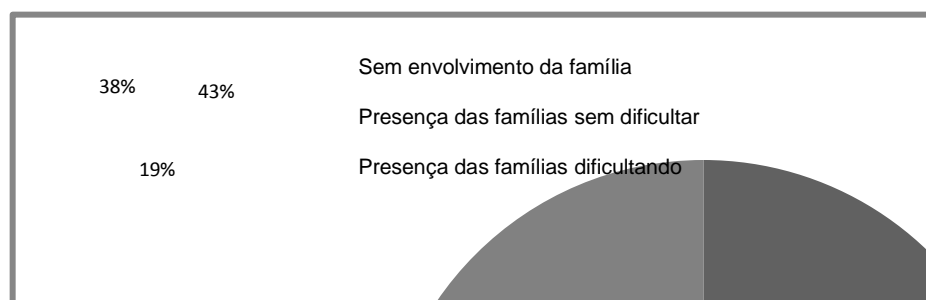 38%
43%
19%
Sem envolvimento da família
Presença das famílias sem dificultar
Presença das famílias dificultando